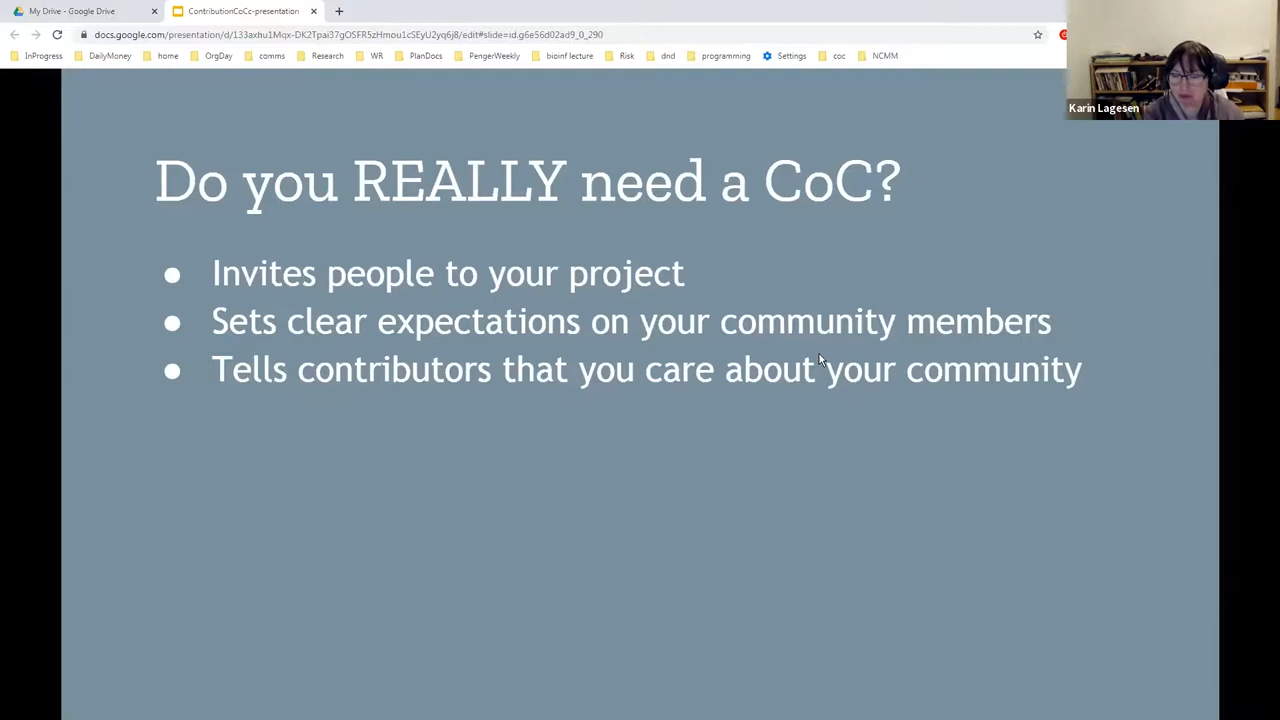 My Drive - Google Drive
ContributionCoCc-presentation
docs.google.com/presentation/d/133axhu1Mqx-DK2Tpai37gOSFR5zHmou1cSEyU2yq6j8/edit#slide=id.g6e56d02ad9_0_290
InProgress DailyMoney home OrgDay comms Research WR PlanDocs PengerWeekly bioinf lecture Risk dnd programming Settings coc NCMM
Karin Lagesen
Do you REALLY need a CoC?
● Invites people to your project
● Sets clear expectations on your community members
● Tells contributors that you care about your community